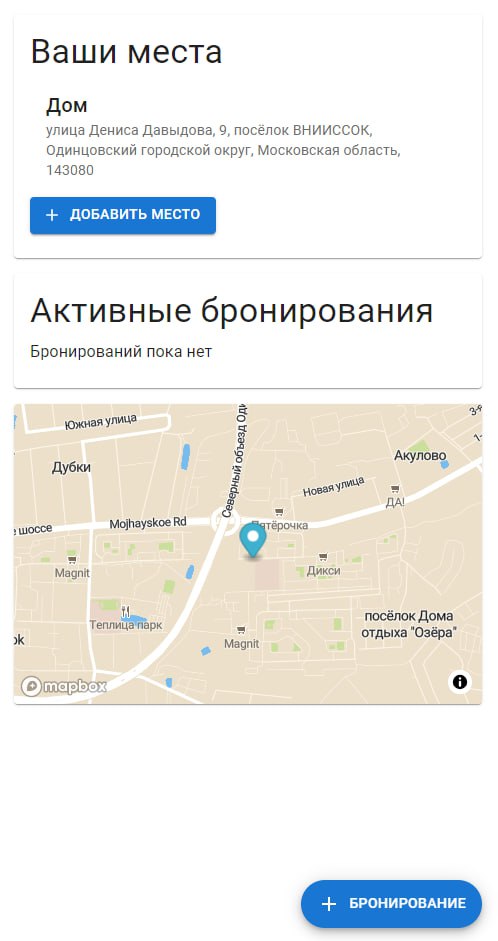 Ваши места
Дом
улица Дениса Давыдова, 9, посёлок ВНИИССОК,
Одинцовский городской округ, Московская область,
143080
+ ДОБАВИТЬ МЕСТО
Активные бронирования
Бронирований пока нет
Южная улица
Северный объезд
3-
1-
Дубки
Акулово
Новая улица
ДА!
е шоссе
Mojhayskoe Rd
Пятёрочка
Magnit
Дикси
Теплица парк
посёлок Дома
отдыха "Озёра"
ok
Magnit
mapbox
+ БРОНИРОВАНИЕ